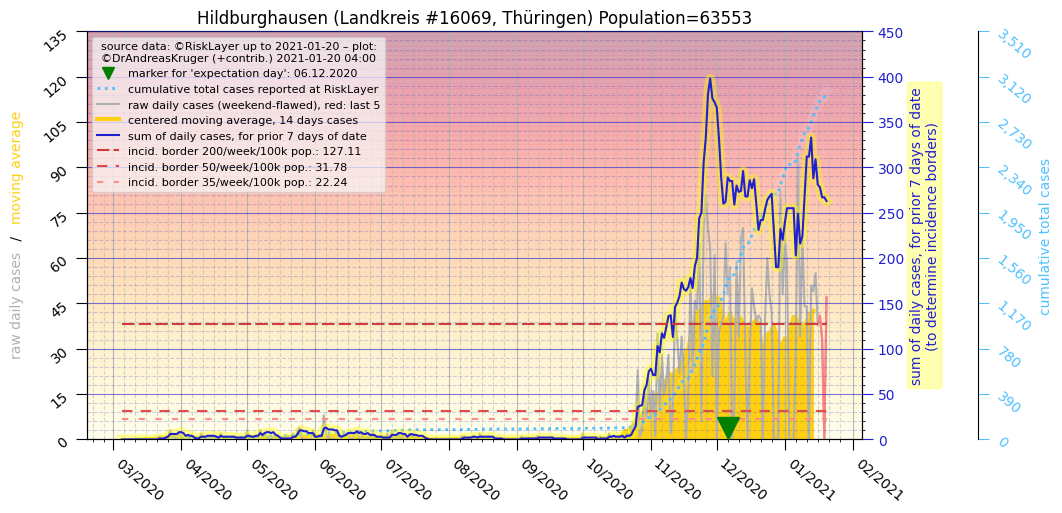 Hildburghausen (Landkreis #16069, Thüringen) Population=63553
source data: ©RiskLayer up to 2021-01-20 – plot:
©DrAndreasKruger (+contrib.) 2021-01-20 04:00
marker for 'expectation day': 06.12.2020
cumulative total cases reported at RiskLayer
raw daily cases (weekend-flawed), red: last 5
centered moving average, 14 days cases
sum of daily cases, for prior 7 days of date
incid. border 200/week/100k pop.: 127.11
incid. border 50/week/100k pop.: 31.78
incid. border 35/week/100k pop.: 22.24
raw daily cases / moving average
135
120
105
90
75
60
45
30
15
0
03/2020
04/2020
05/2020
06/2020
07/2020
08/2020
09/2020
10/2020
11/2020
12/2020
01/2021
02/2021
450
400
350
300
250
200
150
100
50
0
sum of daily cases, for prior 7 days of date
(to determine incidence borders)
3,510
3,120
2,730
2,340
1,950
1,560
1,170
780
390
0
cumulative total cases